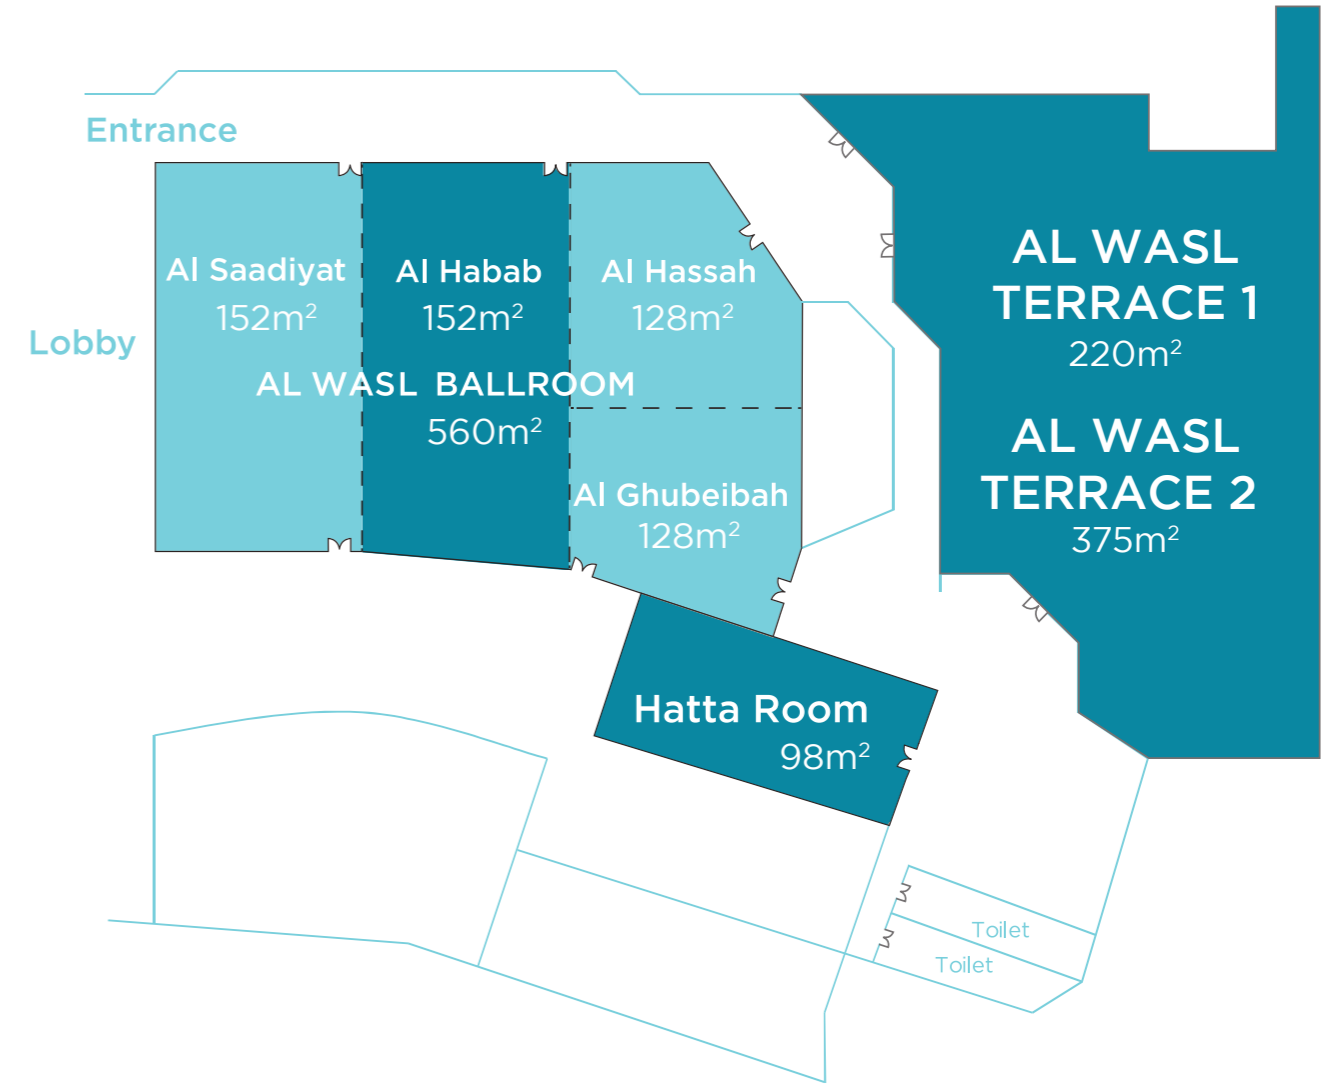 Entrance
Lobby
Al Saadiyat
152m²
Al Habab
152m²
Al Hassah
128m²
AL WASL BALLROOM
560m²
Al Ghubeibah
128m²
Hatta Room
98m²
AL WASL
TERRACE 1
220m²
AL WASL
TERRACE 2
375m²
Toilet
Toilet